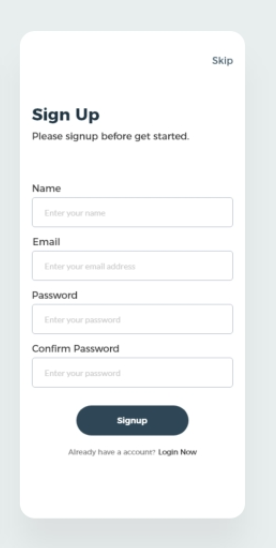 Skip
Sign Up
Please signup before get started.
Name
Enter your name
Email
Enter your email address
Password
Enter your password
Confirm Password
Enter your password
Signup
Already have a account? Login Now